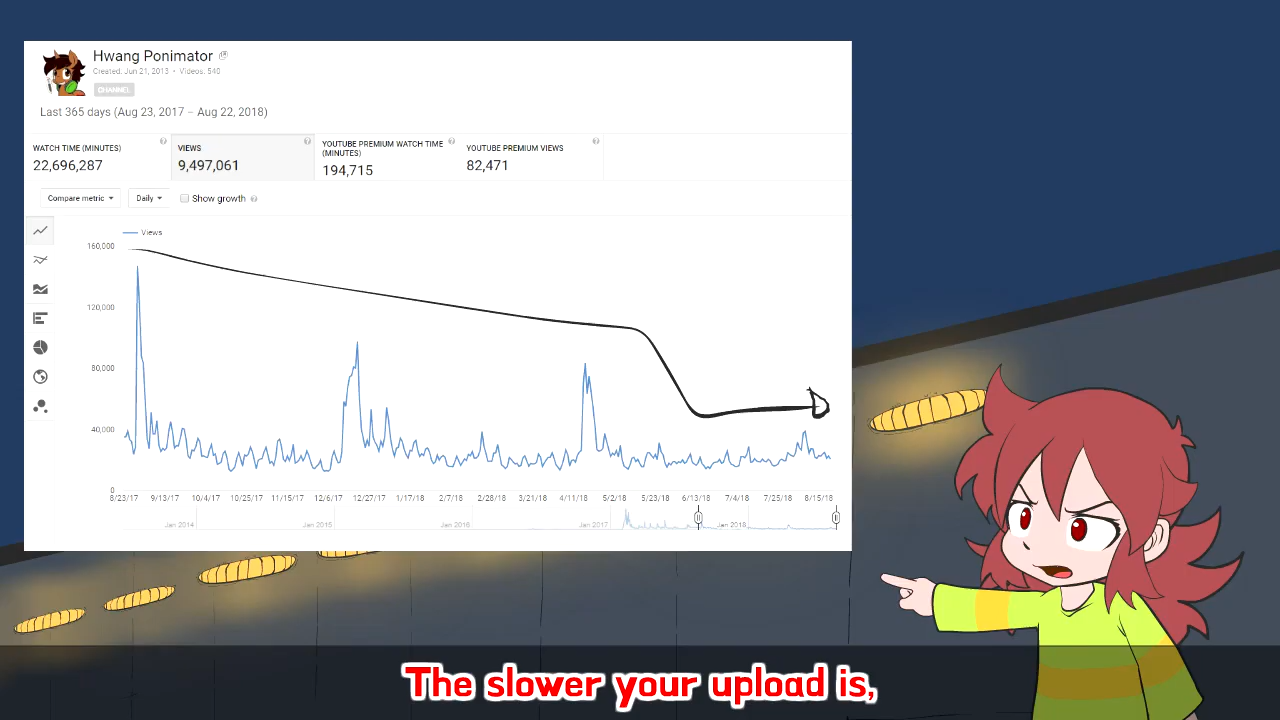 Hwang Ponimator
Created: Jun 21, 2013 • Videos: 540
CHANNEL
Last 365 days (Aug 23, 2017 – Aug 22, 2018)
WATCH TIME (MINUTES)
22,696,287
VIEWS
9,497,061
YOUTUBE PREMIUM WATCH TIME
(MINUTES)
194,715
YOUTUBE PREMIUM VIEWS
82,471
Compare metric
Daily
Show growth
Views
160,000
120,000
80,000
40,000
0
8/23/17 9/13/17 10/4/17 10/25/17 11/15/17 12/6/17 12/27/17 1/17/18 2/7/18 2/28/18 3/21/18 4/11/18 5/2/18 5/23/18 6/13/18 7/4/18 7/25/18 8/15/18
Jan 2014 Jan 2015 Jan 2016 Jan 2017 Jan 2018
The slower your upload is,